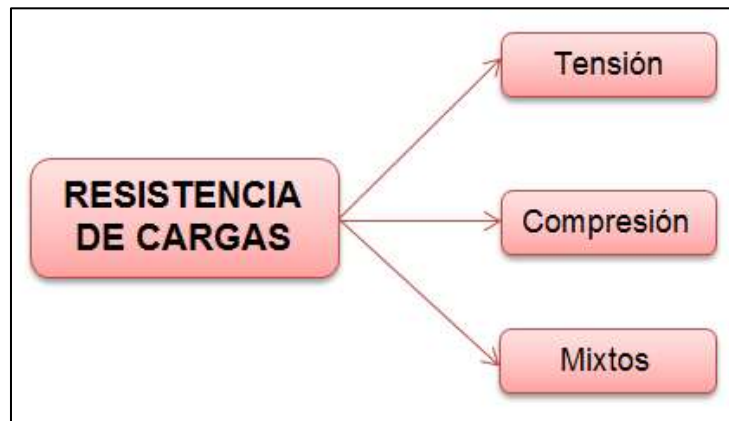 RESISTENCIA
DE CARGAS
Tensión
Compresión
Mixtos